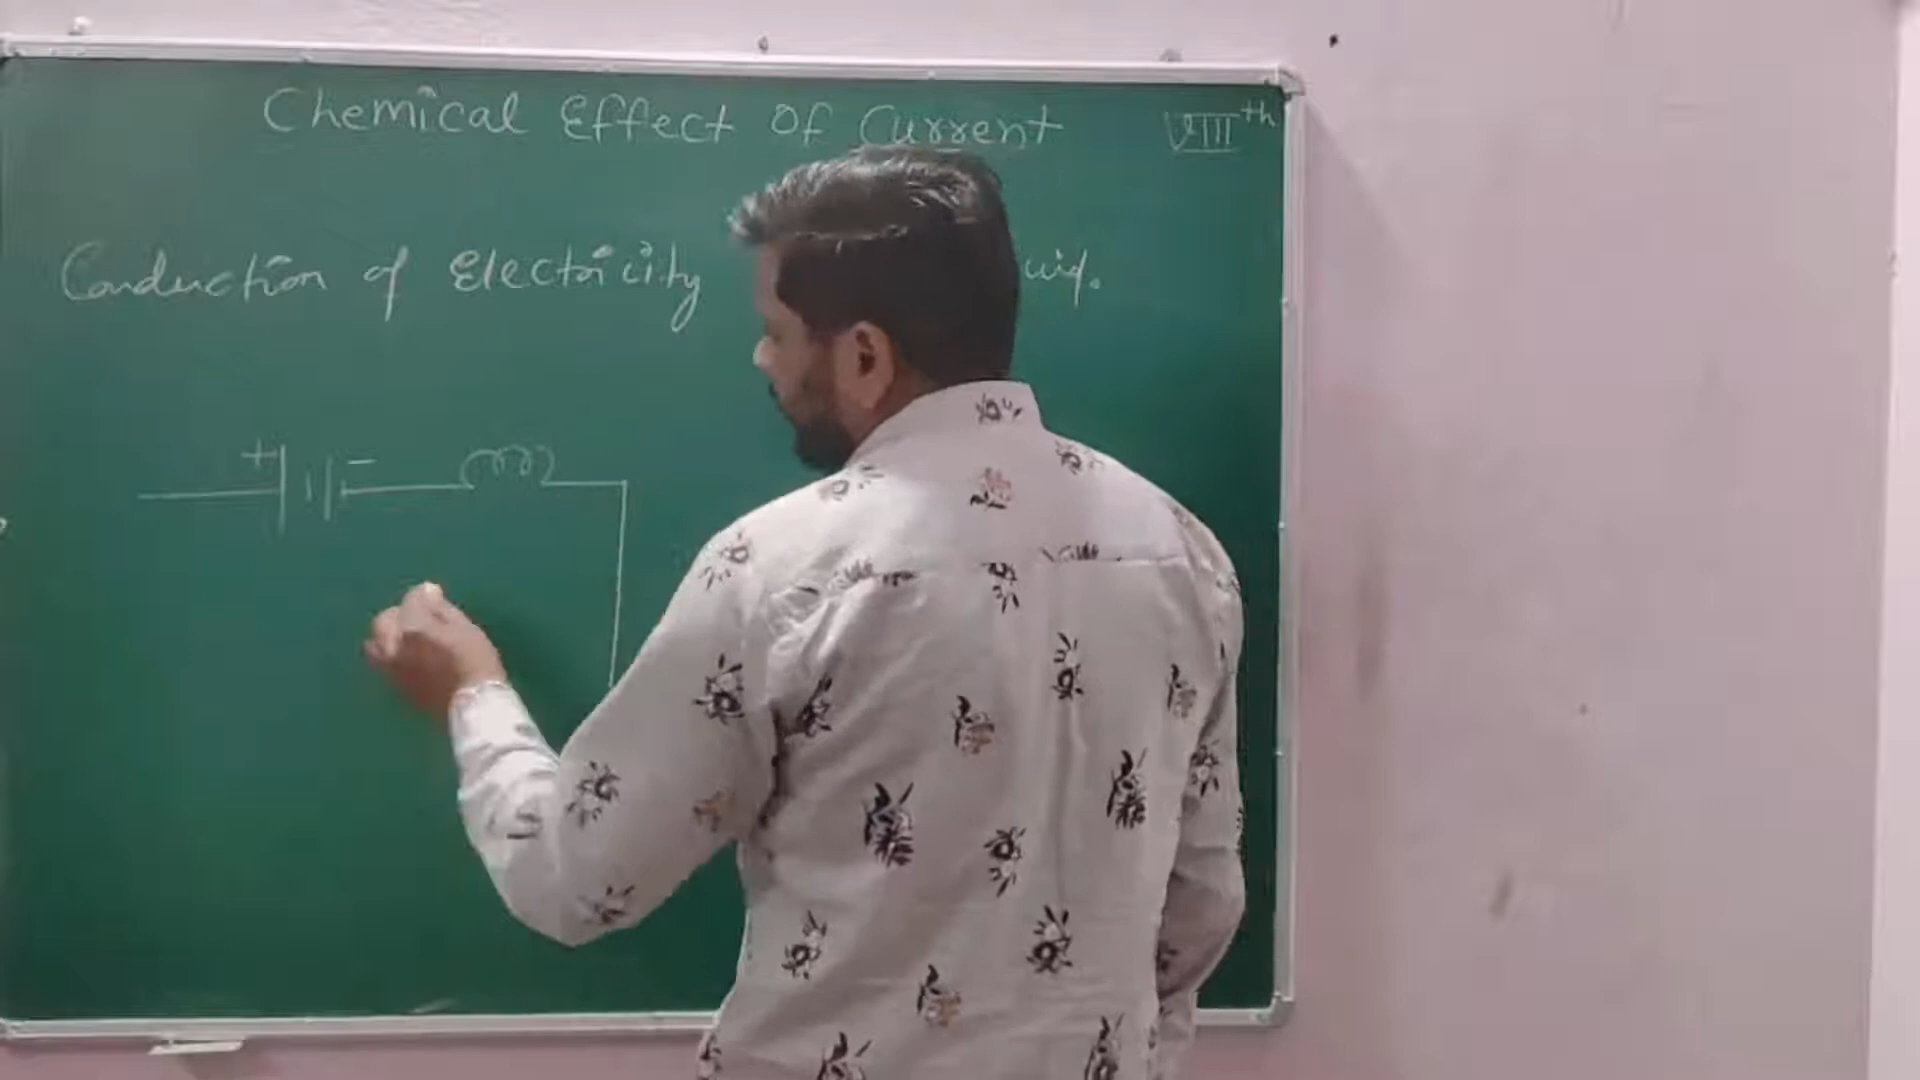 Chemical Effect Of Current VIIIth
Conduction of Electricity
+ -